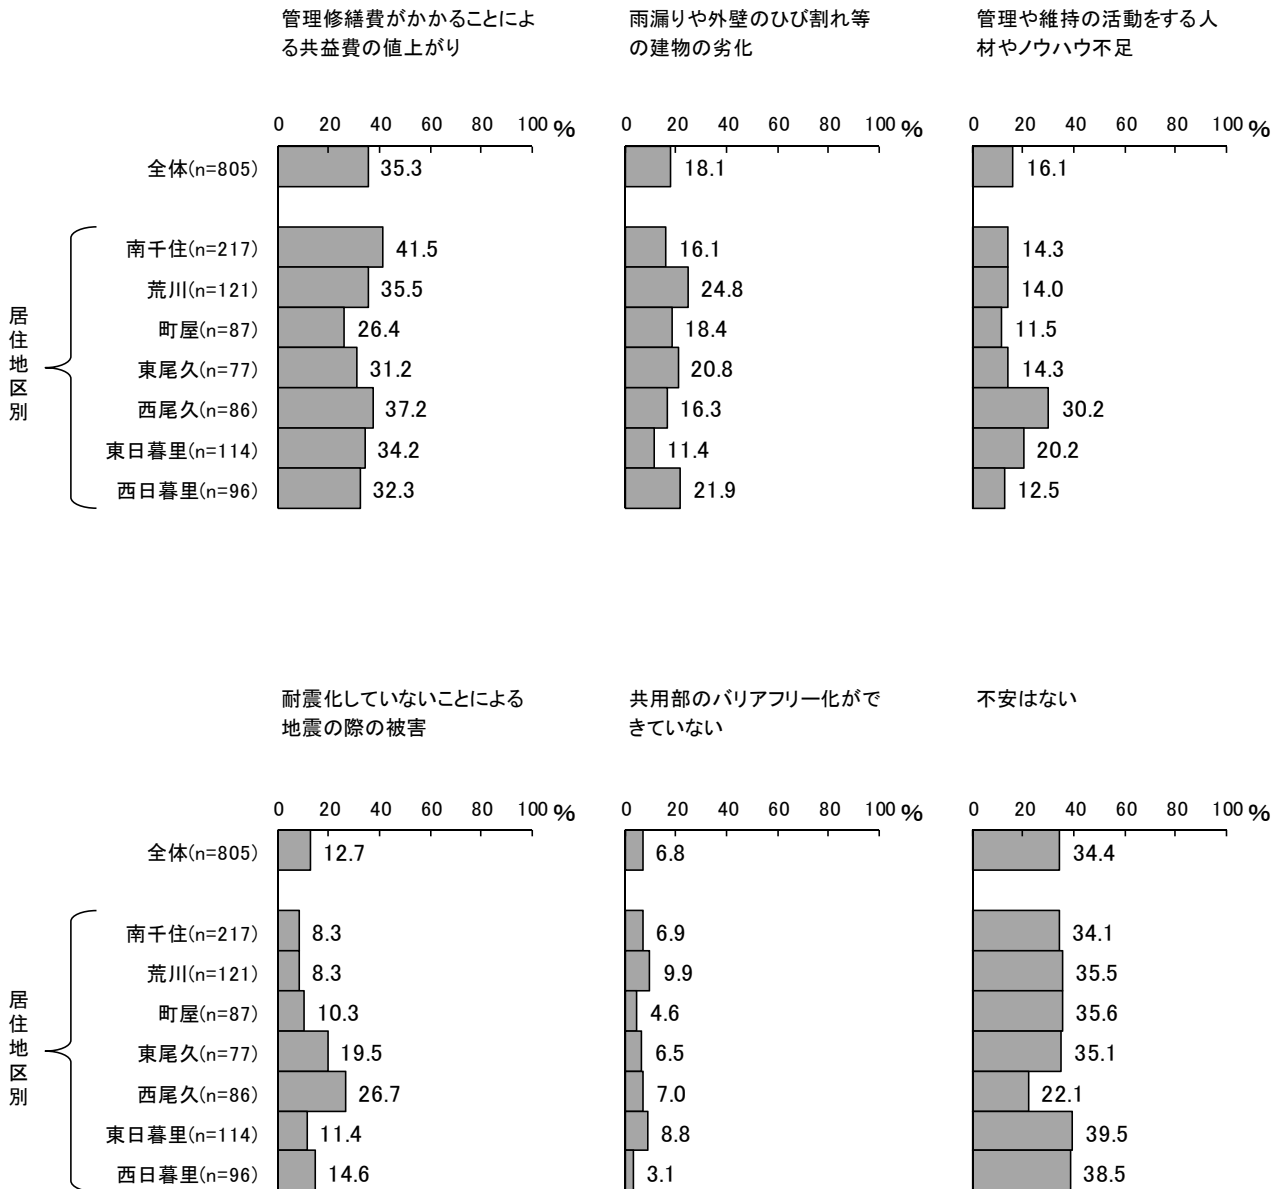 管理修繕費がかかることによ
る共益費の値上がり
雨漏りや外壁のひび割れ等
の建物の劣化
管理や維持の活動をする人
材やノウハウ不足
0 20 40 60 80 100 %
0 20 40 60 80 100 %
0 20 40 60 80 100 %
全体(n=805) 35.3 18.1 16.1
居住地区別
南千住(n=217) 41.5 16.1 14.3
荒川(n=121) 35.5 24.8 14.0
町屋(n=87) 26.4 18.4 11.5
東尾久(n=77) 31.2 20.8 14.3
西尾久(n=86) 37.2 16.3 30.2
東日暮里(n=114) 34.2 11.4 20.2
西日暮里(n=96) 32.3 21.9 12.5
耐震化していないことによる
地震の際の被害
共用部のバリアフリー化がで
きていない
不安はない
0 20 40 60 80 100 %
0 20 40 60 80 100 %
0 20 40 60 80 100 %
全体(n=805) 12.7 6.8 34.4
居住地区別
南千住(n=217) 8.3 6.9 34.1
荒川(n=121) 8.3 9.9 35.5
町屋(n=87) 10.3 4.6 35.6
東尾久(n=77) 19.5 6.5 35.1
西尾久(n=86) 26.7 7.0 22.1
東日暮里(n=114) 11.4 8.8 39.5
西日暮里(n=96) 14.6 3.1 38.5